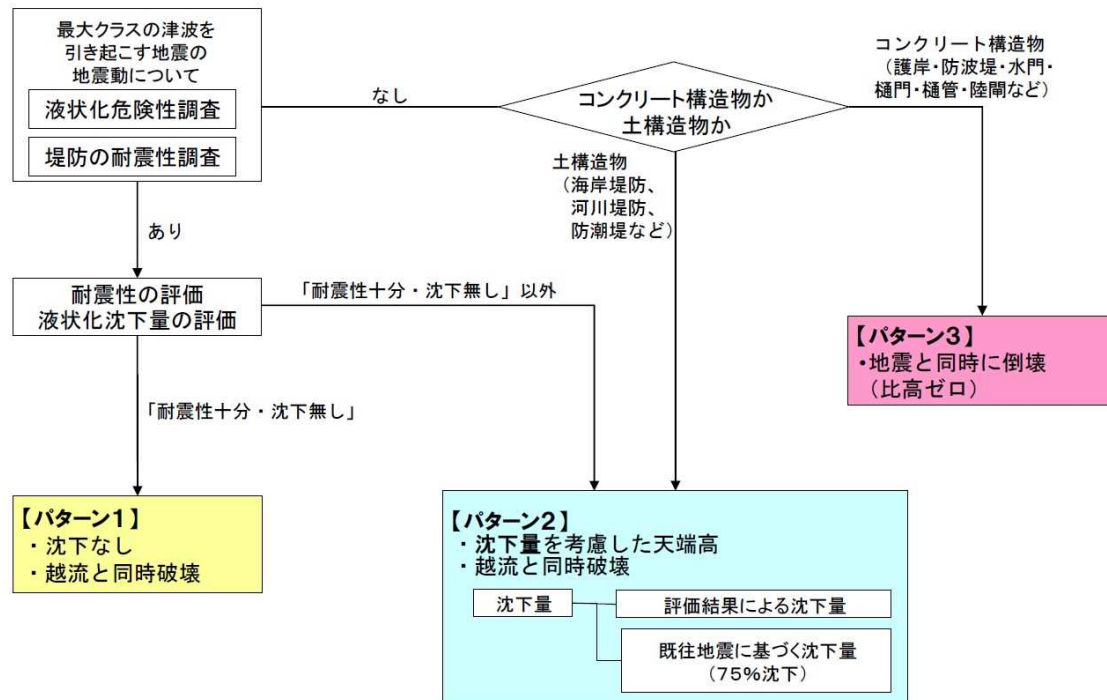 最大クラスの津波を
引き起こす地震の
地震動について
液状化危険性調査
堤防の耐震性調査
なし
コンクリート構造物か
土構造物か
コンクリート構造物
(護岸・防波堤・水門・
樋門・樋管・陸閘など)
土構造物
(海岸堤防、
河川堤防、
防潮堤など)
あり
耐震性の評価
液状化沈下量の評価
「耐震性十分・沈下無し」以外
【パターン3】
・地震と同時に倒壊
(比高ゼロ)
「耐震性十分・沈下無し」
【パターン1】
・ 沈下なし
・ 越流と同時破壊
【パターン2】
・ 沈下量を考慮した天端高
・ 越流と同時破壊
沈下量
評価結果による沈下量
既往地震に基づく沈下量
(75%沈下)